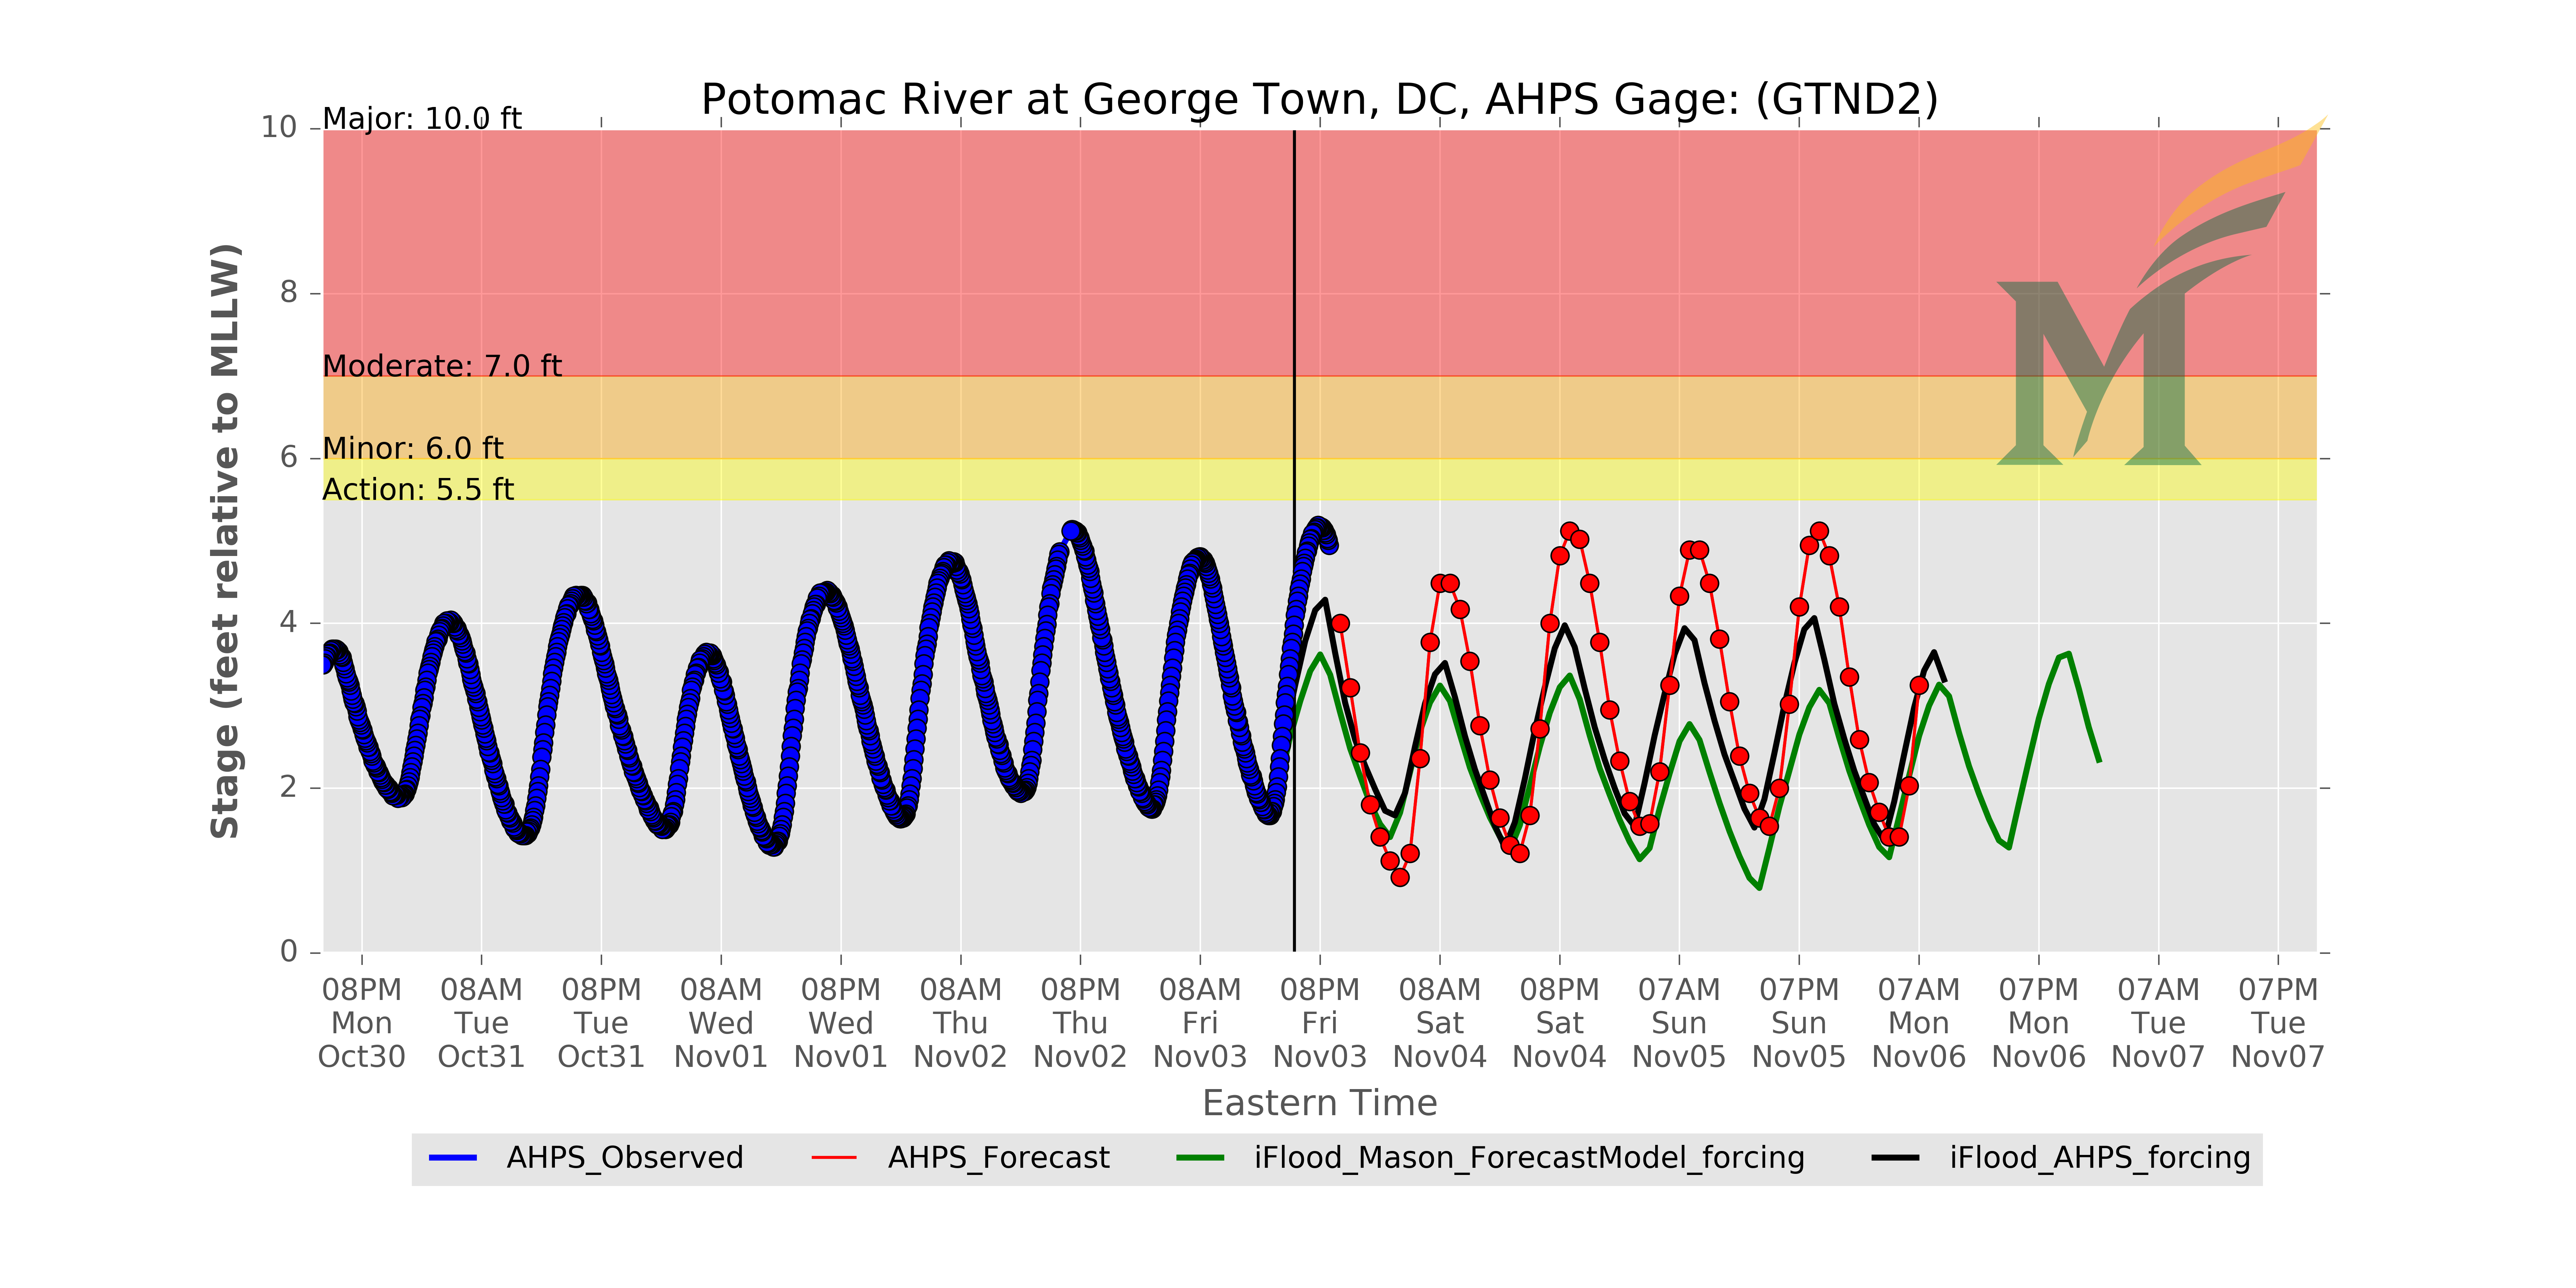 Potomac River at George Town, DC, AHPS Gage: (GTND2)
Major: 10.0 ft
Moderate: 7.0 ft
Minor: 6.0 ft
Action: 5.5 ft
10
8
6
4
2
0
Stage (feet relative to MLLW)
08PM 08AM 08PM 08AM 08PM 08AM 08PM 08AM 08PM 08AM 08PM 07AM 07PM 07AM 07PM 07AM 07PM
Mon Tue Tue Wed Wed Thu Thu Fri Fri Sat Sat Sun Sun Mon Mon Tue Tue
Oct30 Oct31 Oct31 Nov01 Nov01 Nov02 Nov02 Nov03 Nov03 Nov04 Nov04 Nov05 Nov05 Nov06 Nov06 Nov07 Nov07
Eastern Time
AHPS_Observed AHPS_Forecast iFlood_Mason_ForecastModel_forcing iFlood_AHPS_forcing